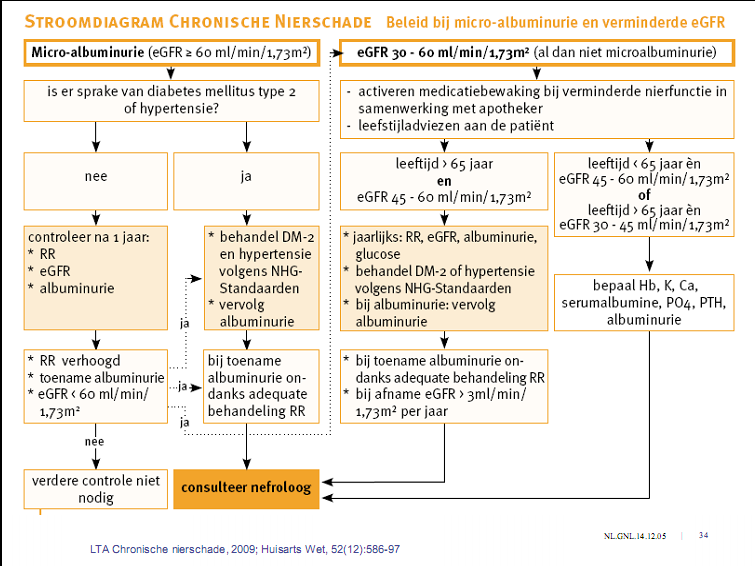 STROOMDIAGRAM CHRONISCHE NIERSCHADE Beleid bij micro-albuminurie en verminderde eGFR
Micro-albuminurie (eGFR ≥ 60 ml/min/1,73m²)
is er sprake van diabetes mellitus type 2
of hypertensie?
nee
ja
controleer na 1 jaar:
* RR
* eGFR
* albuminurie
* behandel DM-2
en hypertensie
volgens NHG-
Standaarden
* vervolg
albuminurie
ja
* RR verhoogd
* toename albuminurie
* eGFR < 60 ml/min/
1,73m²
ja
ja
bij toename
albuminurie on-
danks adequate
behandeling RR
nee
verdere controle niet
nodig
consulteer nefroloog
eGFR 30 - 60 ml/min/1,73m² (al dan niet microalbuminurie)
- activeren medicatiebewaking bij verminderde nierfunctie in
samenwerking met apotheker
- leefstijladviezen aan de patiënt
leeftijd > 65 jaar
en
eGFR 45 - 60 ml/min/1,73m²
leeftijd < 65 jaar èn
eGFR 45 - 60 ml/min/1,73m²
of
leeftijd > 65 jaar èn
eGFR 30 - 45 ml/min/1,73m²
* jaarlijks: RR, eGFR, albuminurie,
glucose
* behandel DM-2 of hypertensie
volgens NHG-Standaarden
* bij albuminurie: vervolg
albuminurie
bepaal Hb, K, Ca,
serumalbumine, PO4, PTH,
albuminurie
* bij toename albuminurie on-
danks adequate behandeling RR
* bij afname eGFR > 3ml/min/
1,73m² per jaar
NL.GNL.14.12.05 | 34
LTA Chronische nierschade, 2009; Huisarts Wet, 52(12):586-97